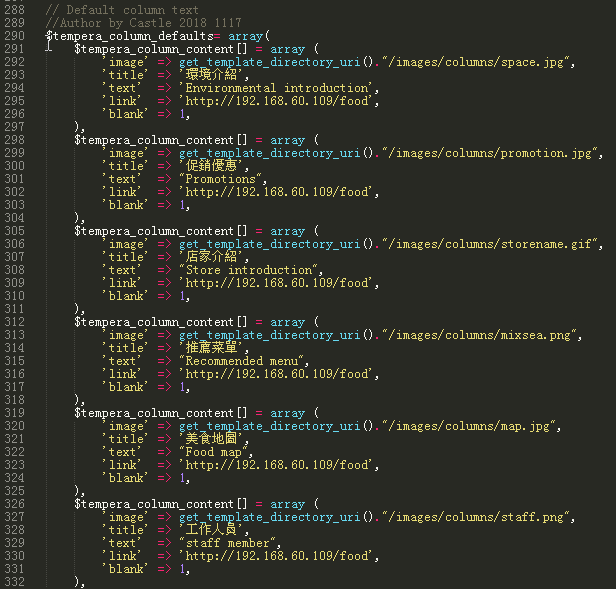 288 // Default column text
289 //Author by Castle 2018 1117
290 $tempera_column_defaults= array(
291 $tempera_column_content[] = array (
292 'image' => get_template_directory_uri()."/images/columns/space.jpg",
293 'title' => '環境介紹',
294 'text' => 'Environmental introduction',
295 'link' => 'http://192.168.60.109/food',
296 'blank' => 1,
297 ),
298 $tempera_column_content[] = array (
299 'image' => get_template_directory_uri()."/images/columns/promotion.jpg",
300 'title' => '促銷優惠',
301 'text' => "Promotions",
302 'link' => 'http://192.168.60.109/food',
303 'blank' => 1,
304 ),
305 $tempera_column_content[] = array (
306 'image' => get_template_directory_uri()."/images/columns/storename.gif",
307 'title' => '店家介紹',
308 'text' => "Store introduction",
309 'link' => 'http://192.168.60.109/food',
310 'blank' => 1,
311 ),
312 $tempera_column_content[] = array (
313 'image' => get_template_directory_uri()."/images/columns/mixsea.png",
314 'title' => '推薦菜單',
315 'text' => "Recommended menu",
316 'link' => 'http://192.168.60.109/food',
317 'blank' => 1,
318 ),
319 $tempera_column_content[] = array (
320 'image' => get_template_directory_uri()."/images/columns/map.jpg",
321 'title' => '美食地圖',
322 'text' => "Food map",
323 'link' => 'http://192.168.60.109/food',
324 'blank' => 1,
325 ),
326 $tempera_column_content[] = array (
327 'image' => get_template_directory_uri()."/images/columns/staff.png",
328 'title' => '工作人員',
329 'text' => "staff member",
330 'link' => 'http://192.168.60.109/food',
331 'blank' => 1,
332 ),